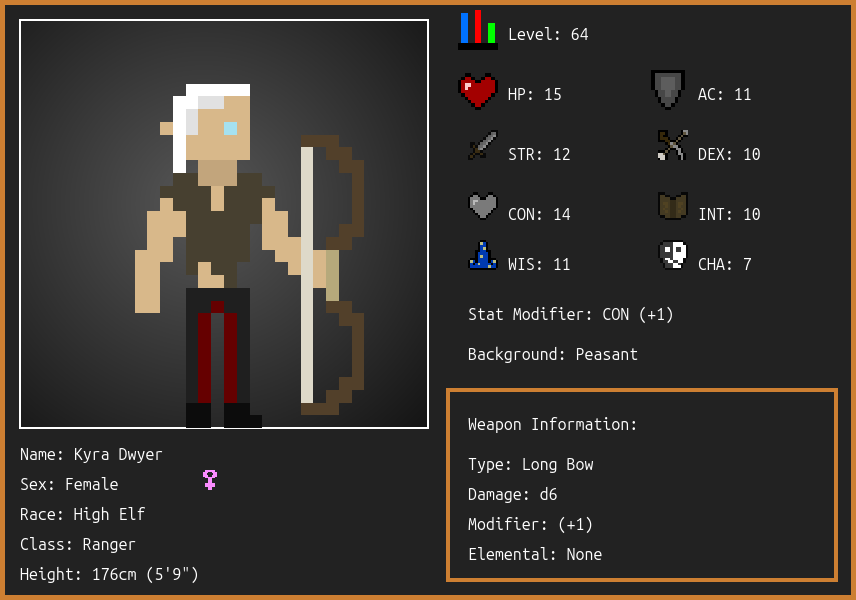 Level: 64
HP: 15
AC: 11
STR: 12
DEX: 10
CON: 14
INT: 10
WIS: 11
CHA: 7
Stat Modifier: CON (+1)
Background: Peasant
Weapon Information:
Type: Long Bow
Damage: d6
Modifier: (+1)
Elemental: None
Name: Kyra Dwyer
Sex: Female
Race: High Elf
Class: Ranger
Height: 176cm (5'9")